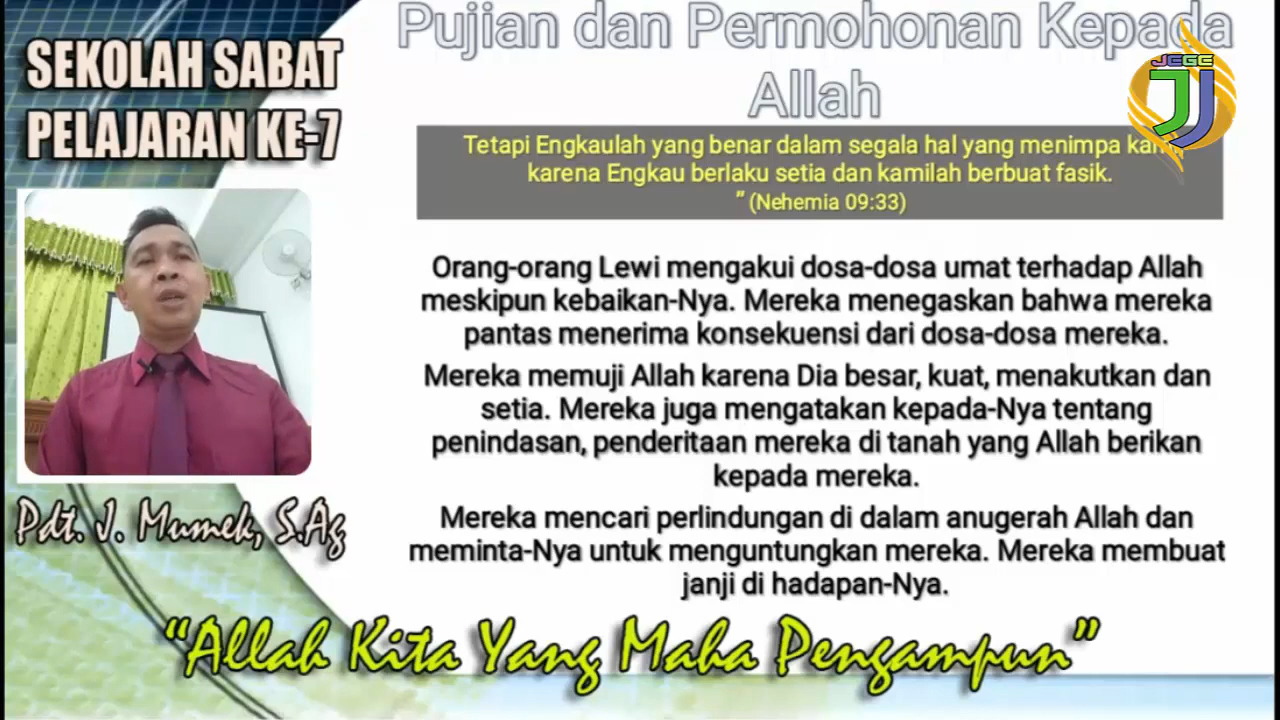 SEKOLAH SABAT
PELAJARAN KE-7
Pujian dan Permohonan Kepada
Allah
JEGE
JJ
Tetapi Engkaulah yang benar dalam segala hal yang menimpa
karena Engkau berlaku setia dan kamilah berbuat fasik.
” (Nehemia 09:33)
Orang-orang Lewi mengakui dosa-dosa umat terhadap Allah
meskipun kebaikan-Nya. Mereka menegaskan bahwa mereka
pantas menerima konsekuensi dari dosa-dosa mereka.
Mereka memuji Allah karena Dia besar, kuat, menakutkan dan
setia. Mereka juga mengatakan kepada-Nya tentang
penindasan, penderitaan mereka di tanah yang Allah berikan
kepada mereka.
Mereka mencari perlindungan di dalam anugerah Allah dan
meminta-Nya untuk menguntungkan mereka. Mereka membuat
janji di hadapan-Nya.
Pdt. J. Mumek, S.Ag
“Allah Kita Yang Maha Pengampun”